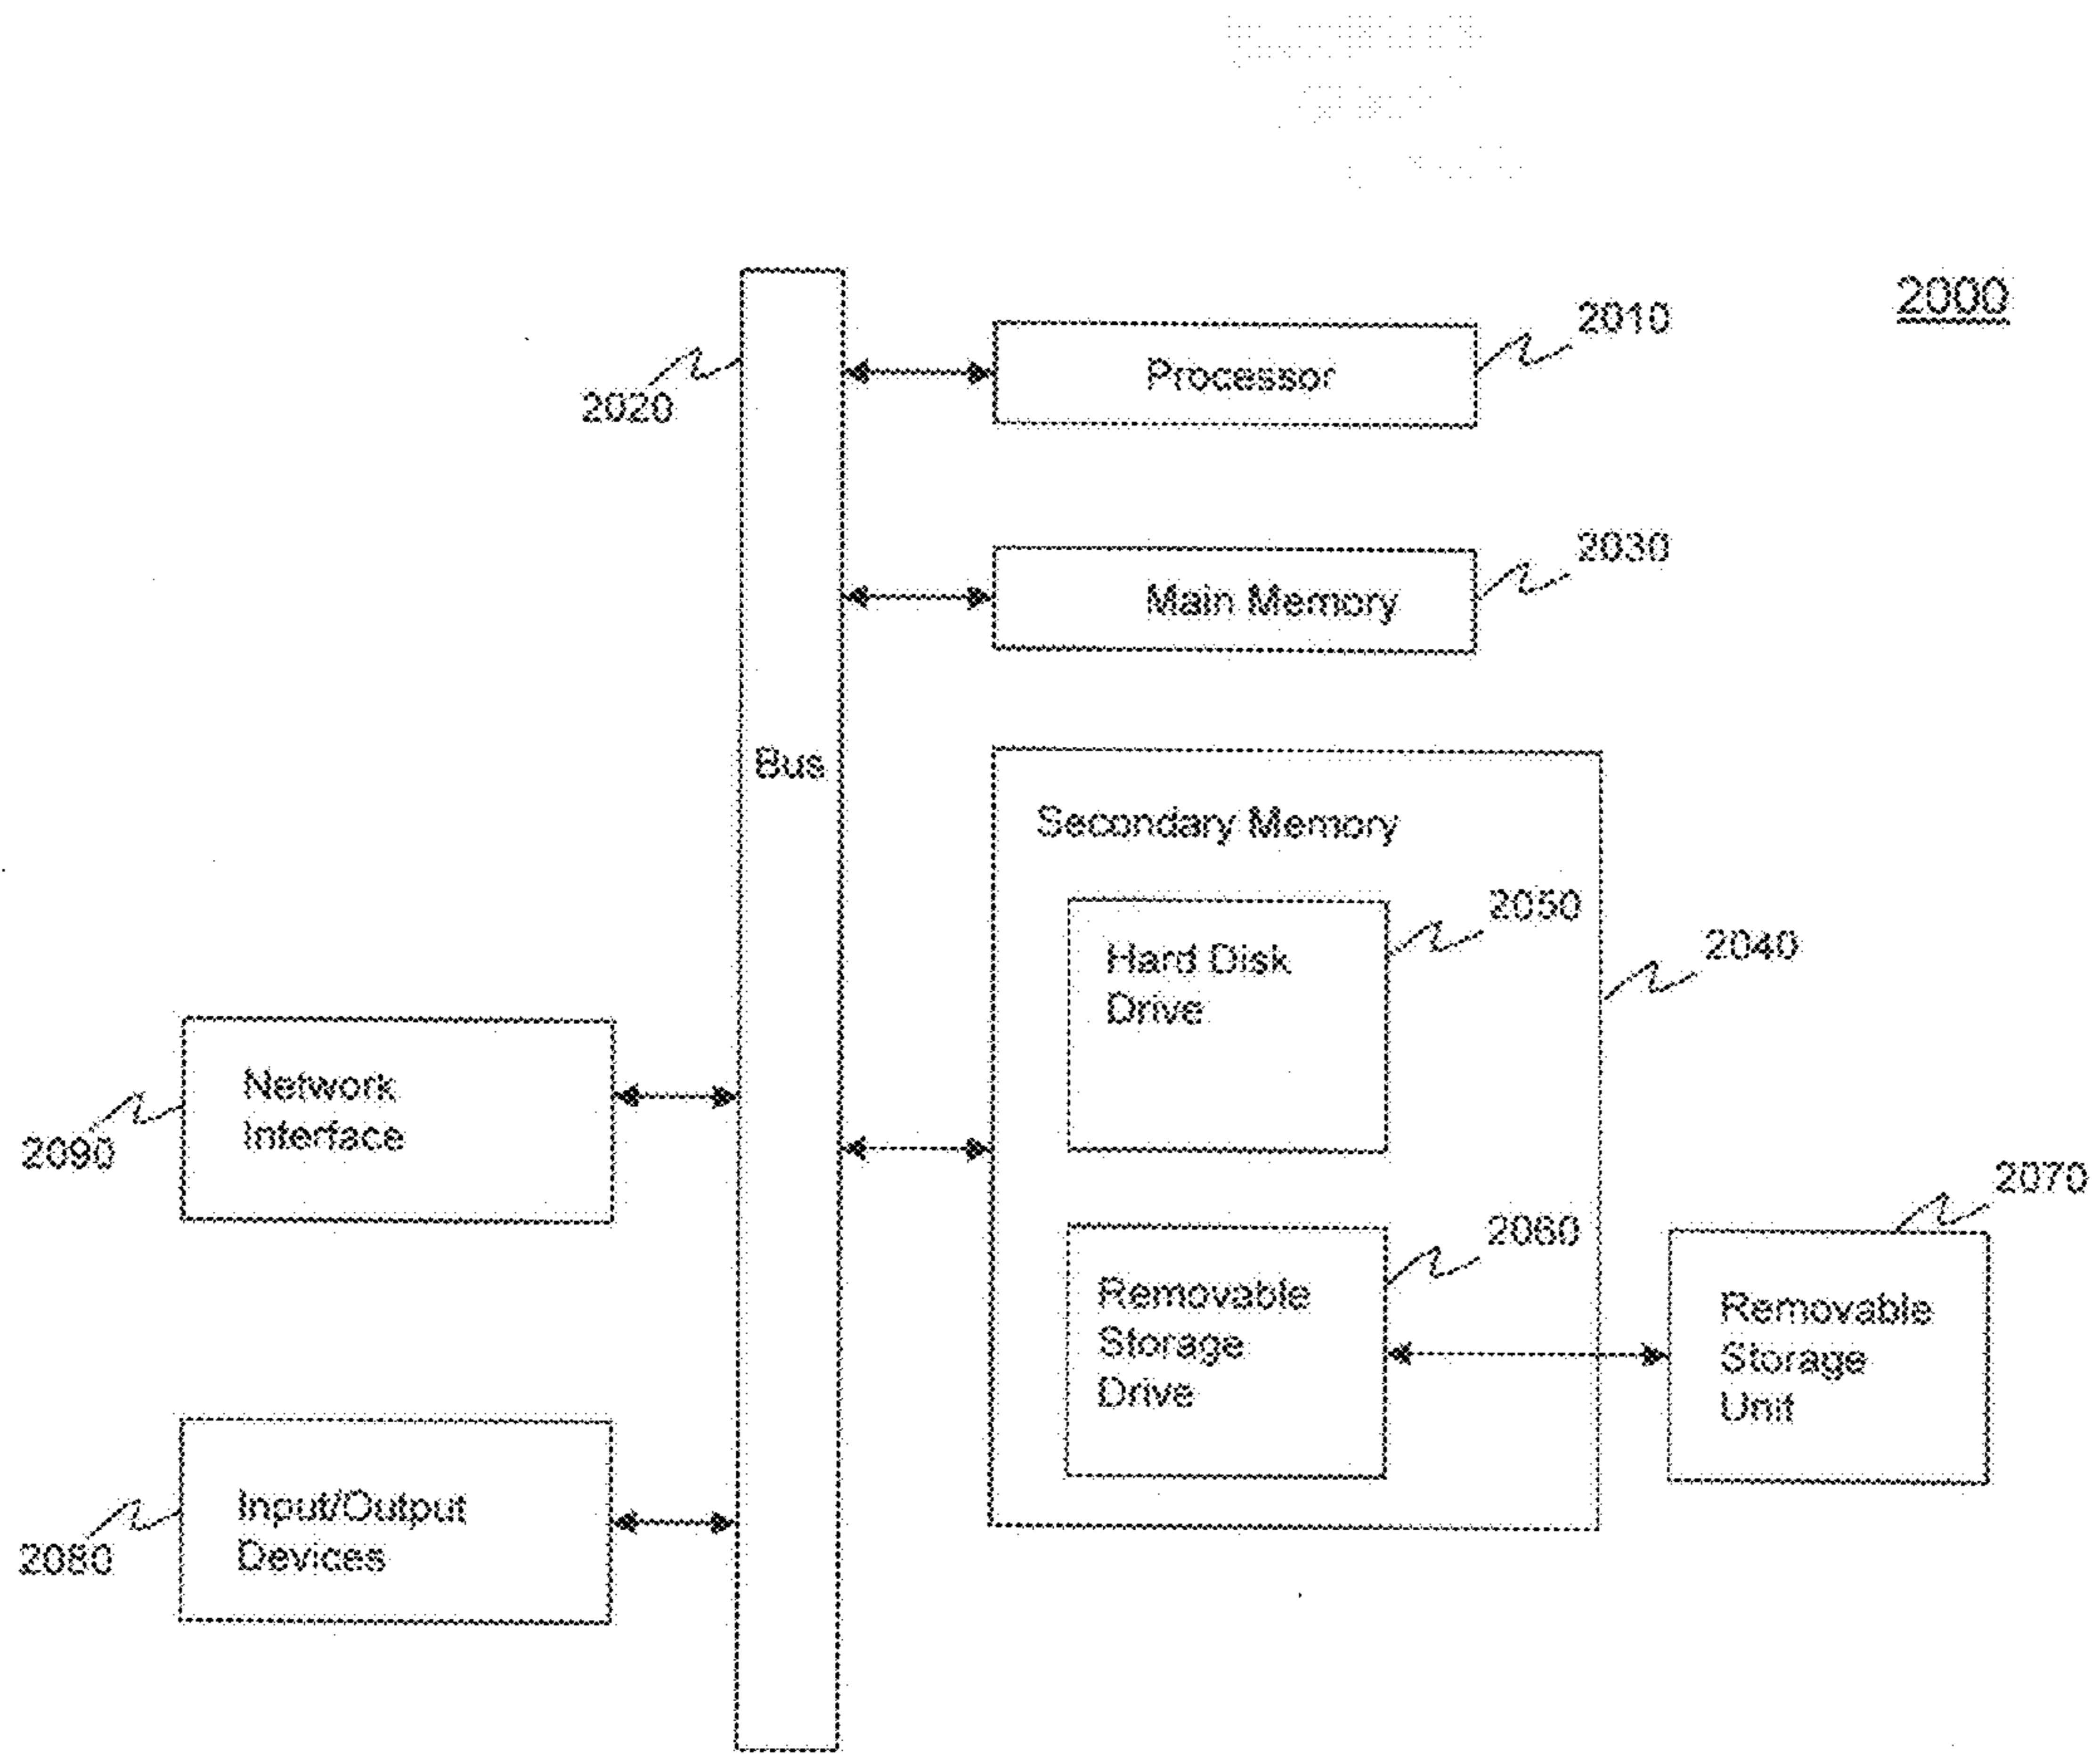 2000
2010
Processor
2020
2030
Main Memory
Bus
Secondary Memory
2050
Hard Disk
Drive
2040
Network
Interface
2090
2060
Removable
Storage
Drive
2070
Removable
Storage
Unit
Input/Output
Devices
2080